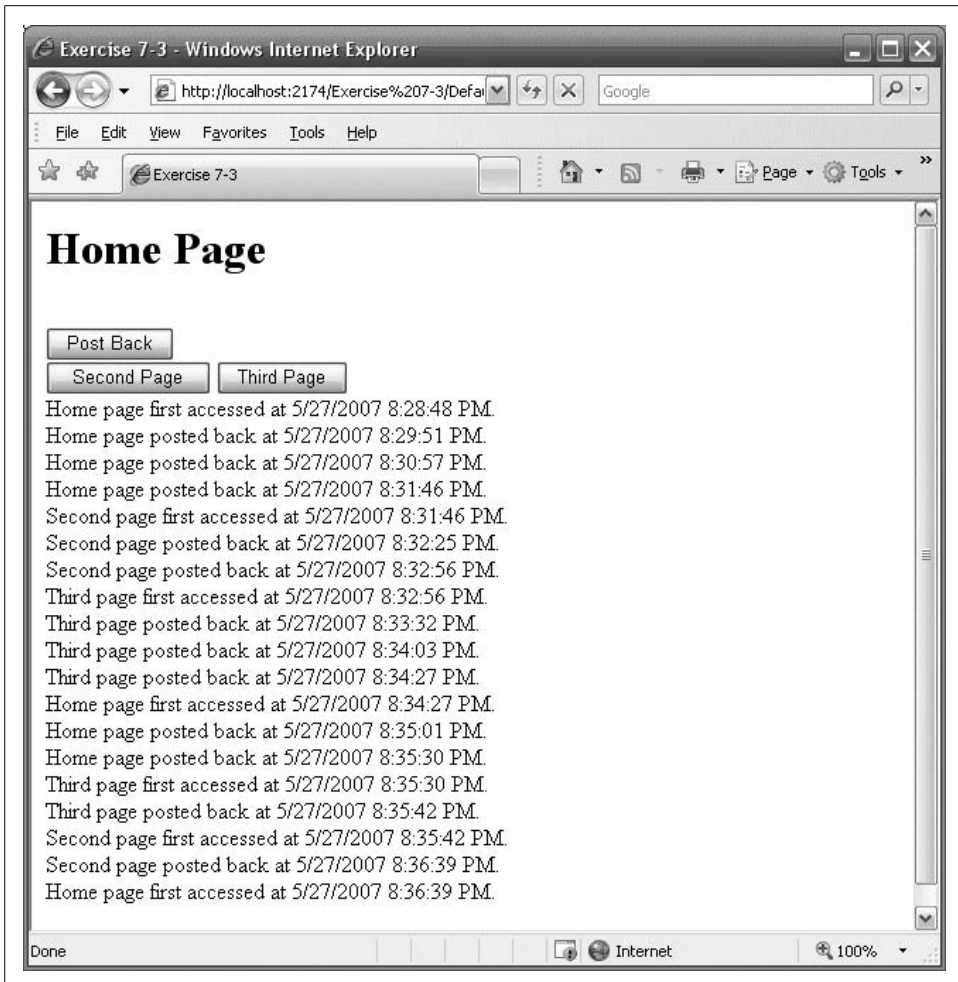 Exercise 7-3 - Windows Internet Explorer
http://localhost:2174/Exercise%207-3/Defau
Google
File Edit View Favorites Tools Help
Exercise 7-3
Page Tools »
Home Page
Post Back
Second Page Third Page
Home page first accessed at 5/27/2007 8:28:48 PM.
Home page posted back at 5/27/2007 8:29:51 PM.
Home page posted back at 5/27/2007 8:30:57 PM.
Home page posted back at 5/27/2007 8:31:46 PM.
Second page first accessed at 5/27/2007 8:31:46 PM.
Second page posted back at 5/27/2007 8:32:25 PM.
Second page posted back at 5/27/2007 8:32:56 PM.
Third page first accessed at 5/27/2007 8:32:56 PM.
Third page posted back at 5/27/2007 8:33:32 PM.
Third page posted back at 5/27/2007 8:34:03 PM.
Third page posted back at 5/27/2007 8:34:27 PM.
Home page first accessed at 5/27/2007 8:34:27 PM.
Home page posted back at 5/27/2007 8:35:01 PM.
Home page posted back at 5/27/2007 8:35:30 PM.
Third page first accessed at 5/27/2007 8:35:30 PM.
Third page posted back at 5/27/2007 8:35:42 PM.
Second page first accessed at 5/27/2007 8:35:42 PM.
Second page posted back at 5/27/2007 8:36:39 PM.
Home page first accessed at 5/27/2007 8:36:39 PM.
Done Internet 100%